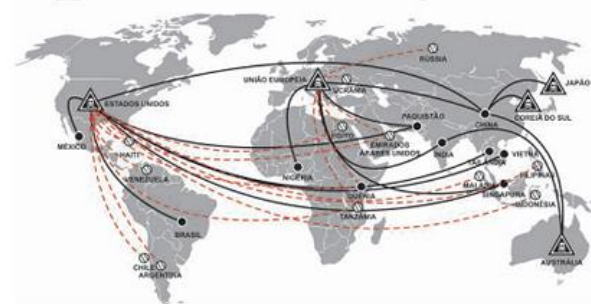 RÚSSIA
UNIÃO EUROPEIA
UCRÂNIA
JAPÃO
ESTADOS UNIDOS
COREIA DO SUL
PAQUISTÃO
CHINA
MÉXICO
EMIRADOS
ÁRABES UNIDOS
ÍNDIA
HAITI
VIETNÃ
TAILÂNDIA
VENEZUELA
NIGÉRIA
FILIPINAS
MALÁSIA
QUÊNIA
SINGAPURA
INDONÉSIA
TANZÂNIA
BRASIL
CHILE
ARGENTINA
AUSTRÁLIA